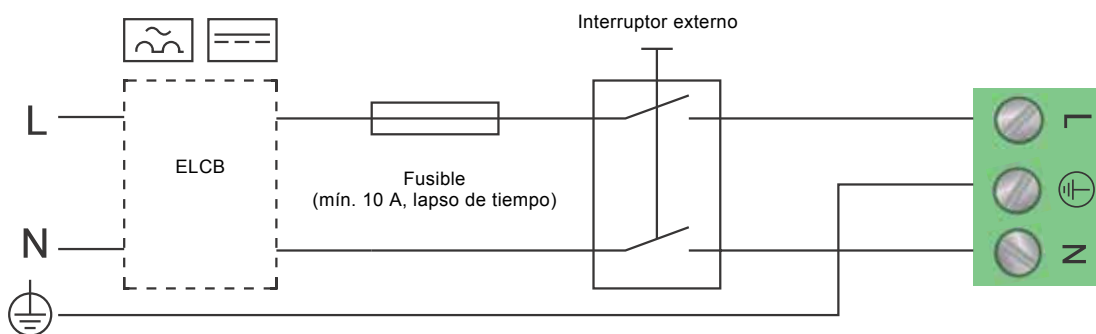 Interruptor externo
L
ELCB
Fusible
(mín. 10 A, lapso de tiempo)
N
L
N